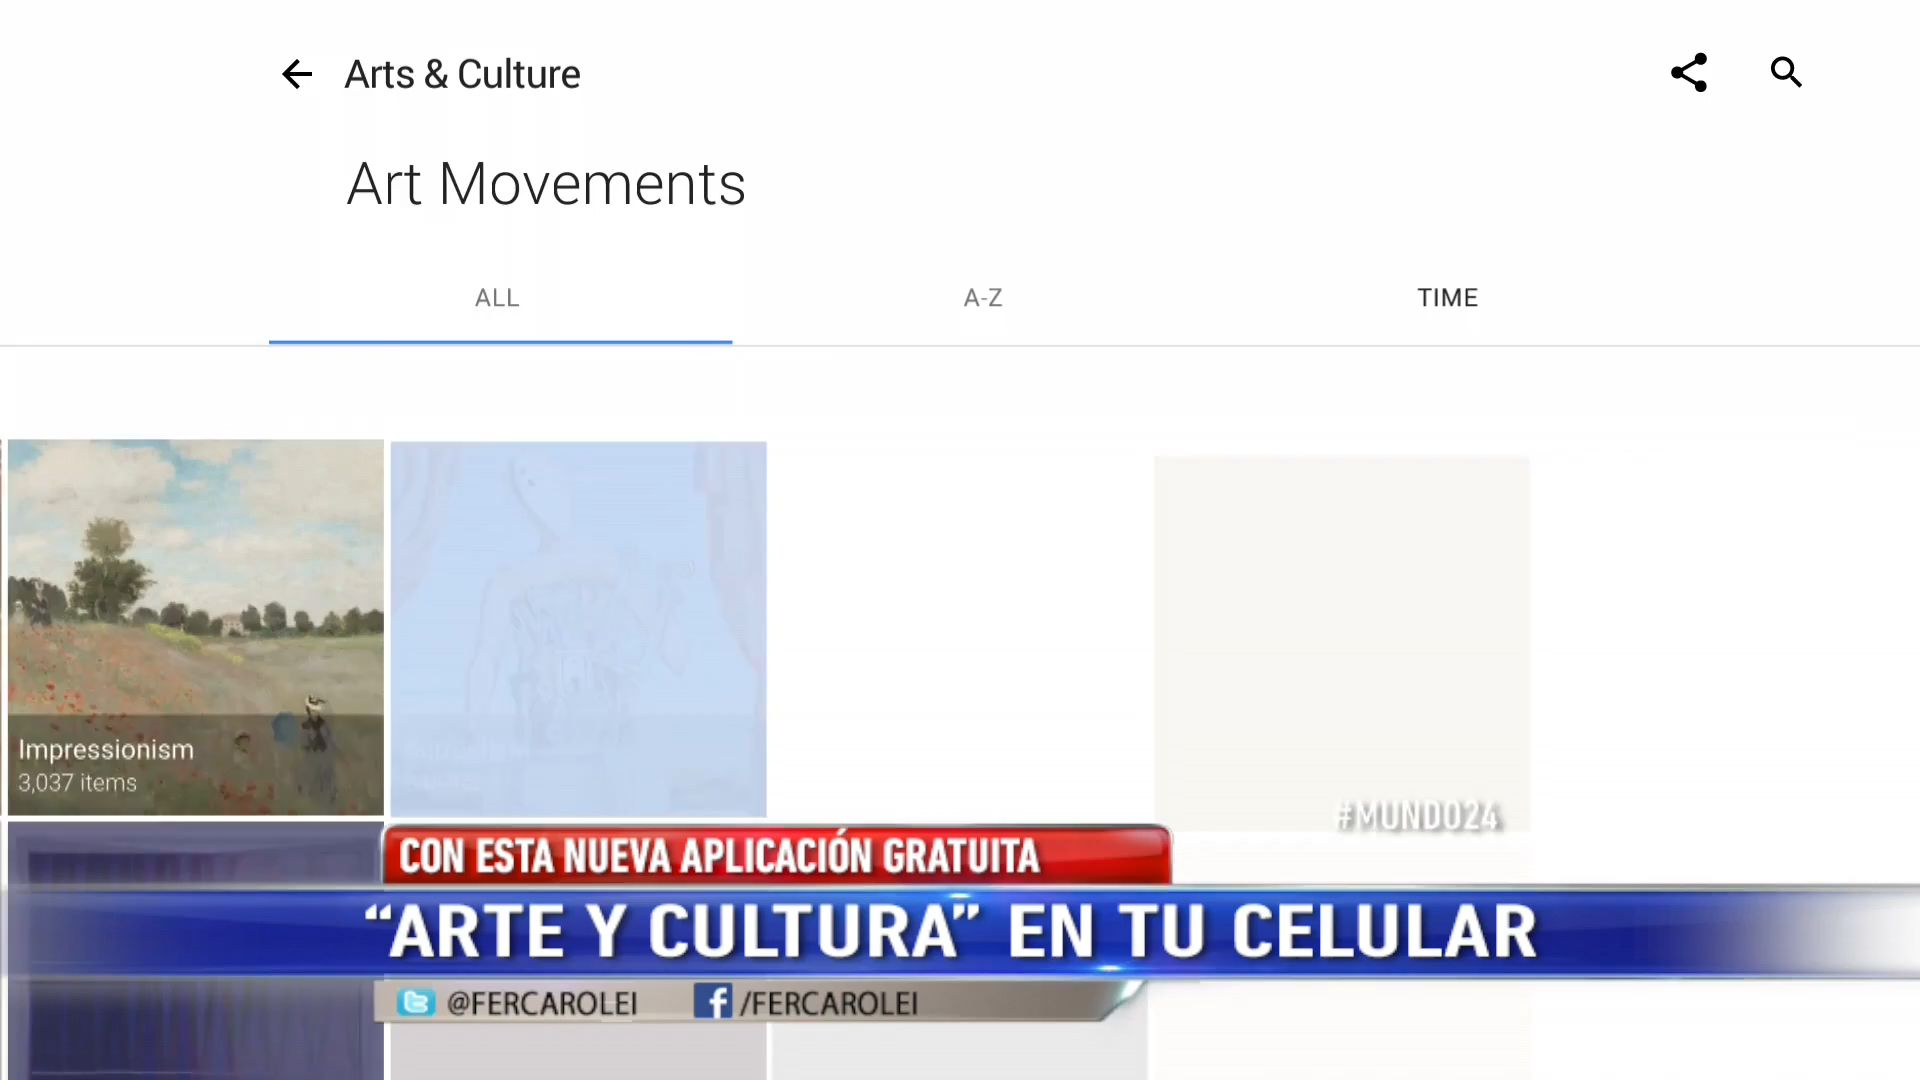 Arts & Culture
Art Movements
ALL
A-Z
TIME
Impressionism
3,037 items
#MUNDO24
CON ESTA NUEVA APLICACIÓN GRATUITA
“ARTE Y CULTURA” EN TU CELULAR
@FERCAROLEI
/FERCAROLEI